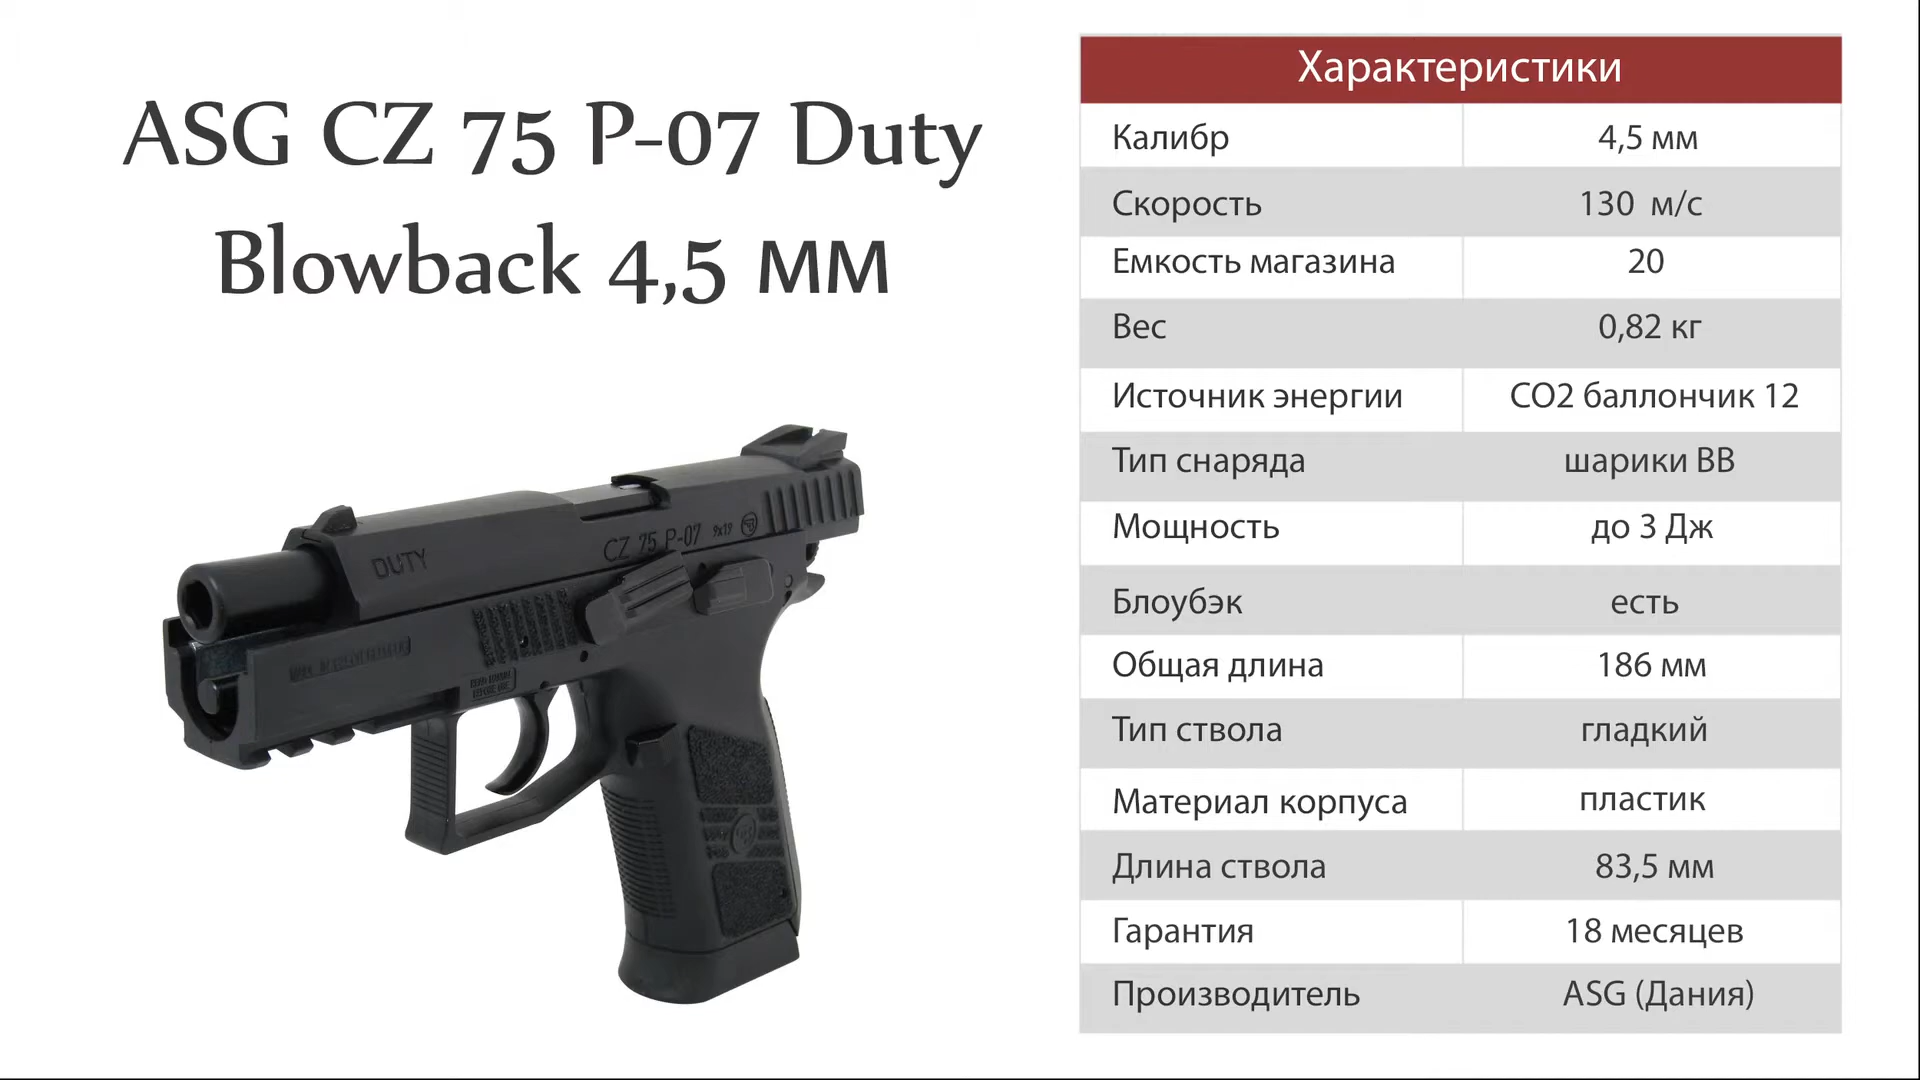 ASG CZ 75 P-07 Duty
Blowback 4,5 мм
Характеристики
Калибр 4,5 мм
Скорость 130 м/с
Емкость магазина 20
Вес 0,82 кг
Источник энергии CO2 баллончик 12
Тип снаряда шарики BB
Мощность до 3 Дж
Блоубэк есть
Общая длина 186 мм
Тип ствола гладкий
Материал корпуса пластик
Длина ствола 83,5 мм
Гарантия 18 месяцев
Производитель ASG (Дания)
DUTY
CZ 75 P-07 9x19